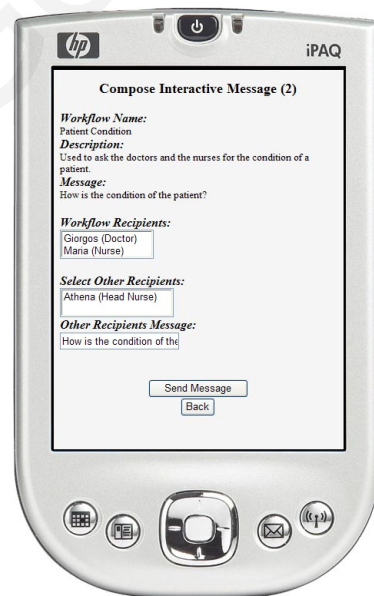 hp
iPAQ
Compose Interactive Message (2)
Workflow Name:
Patient Condition
Description:
Used to ask the doctors and the nurses for the condition of a
patient.
Message:
How is the condition of the patient?
Workflow Recipients:
Giorgos (Doctor)
Maria (Nurse)
Select Other Recipients:
Athena (Head Nurse)
Other Recipients Message:
How is the condition of the
Send Message
Back